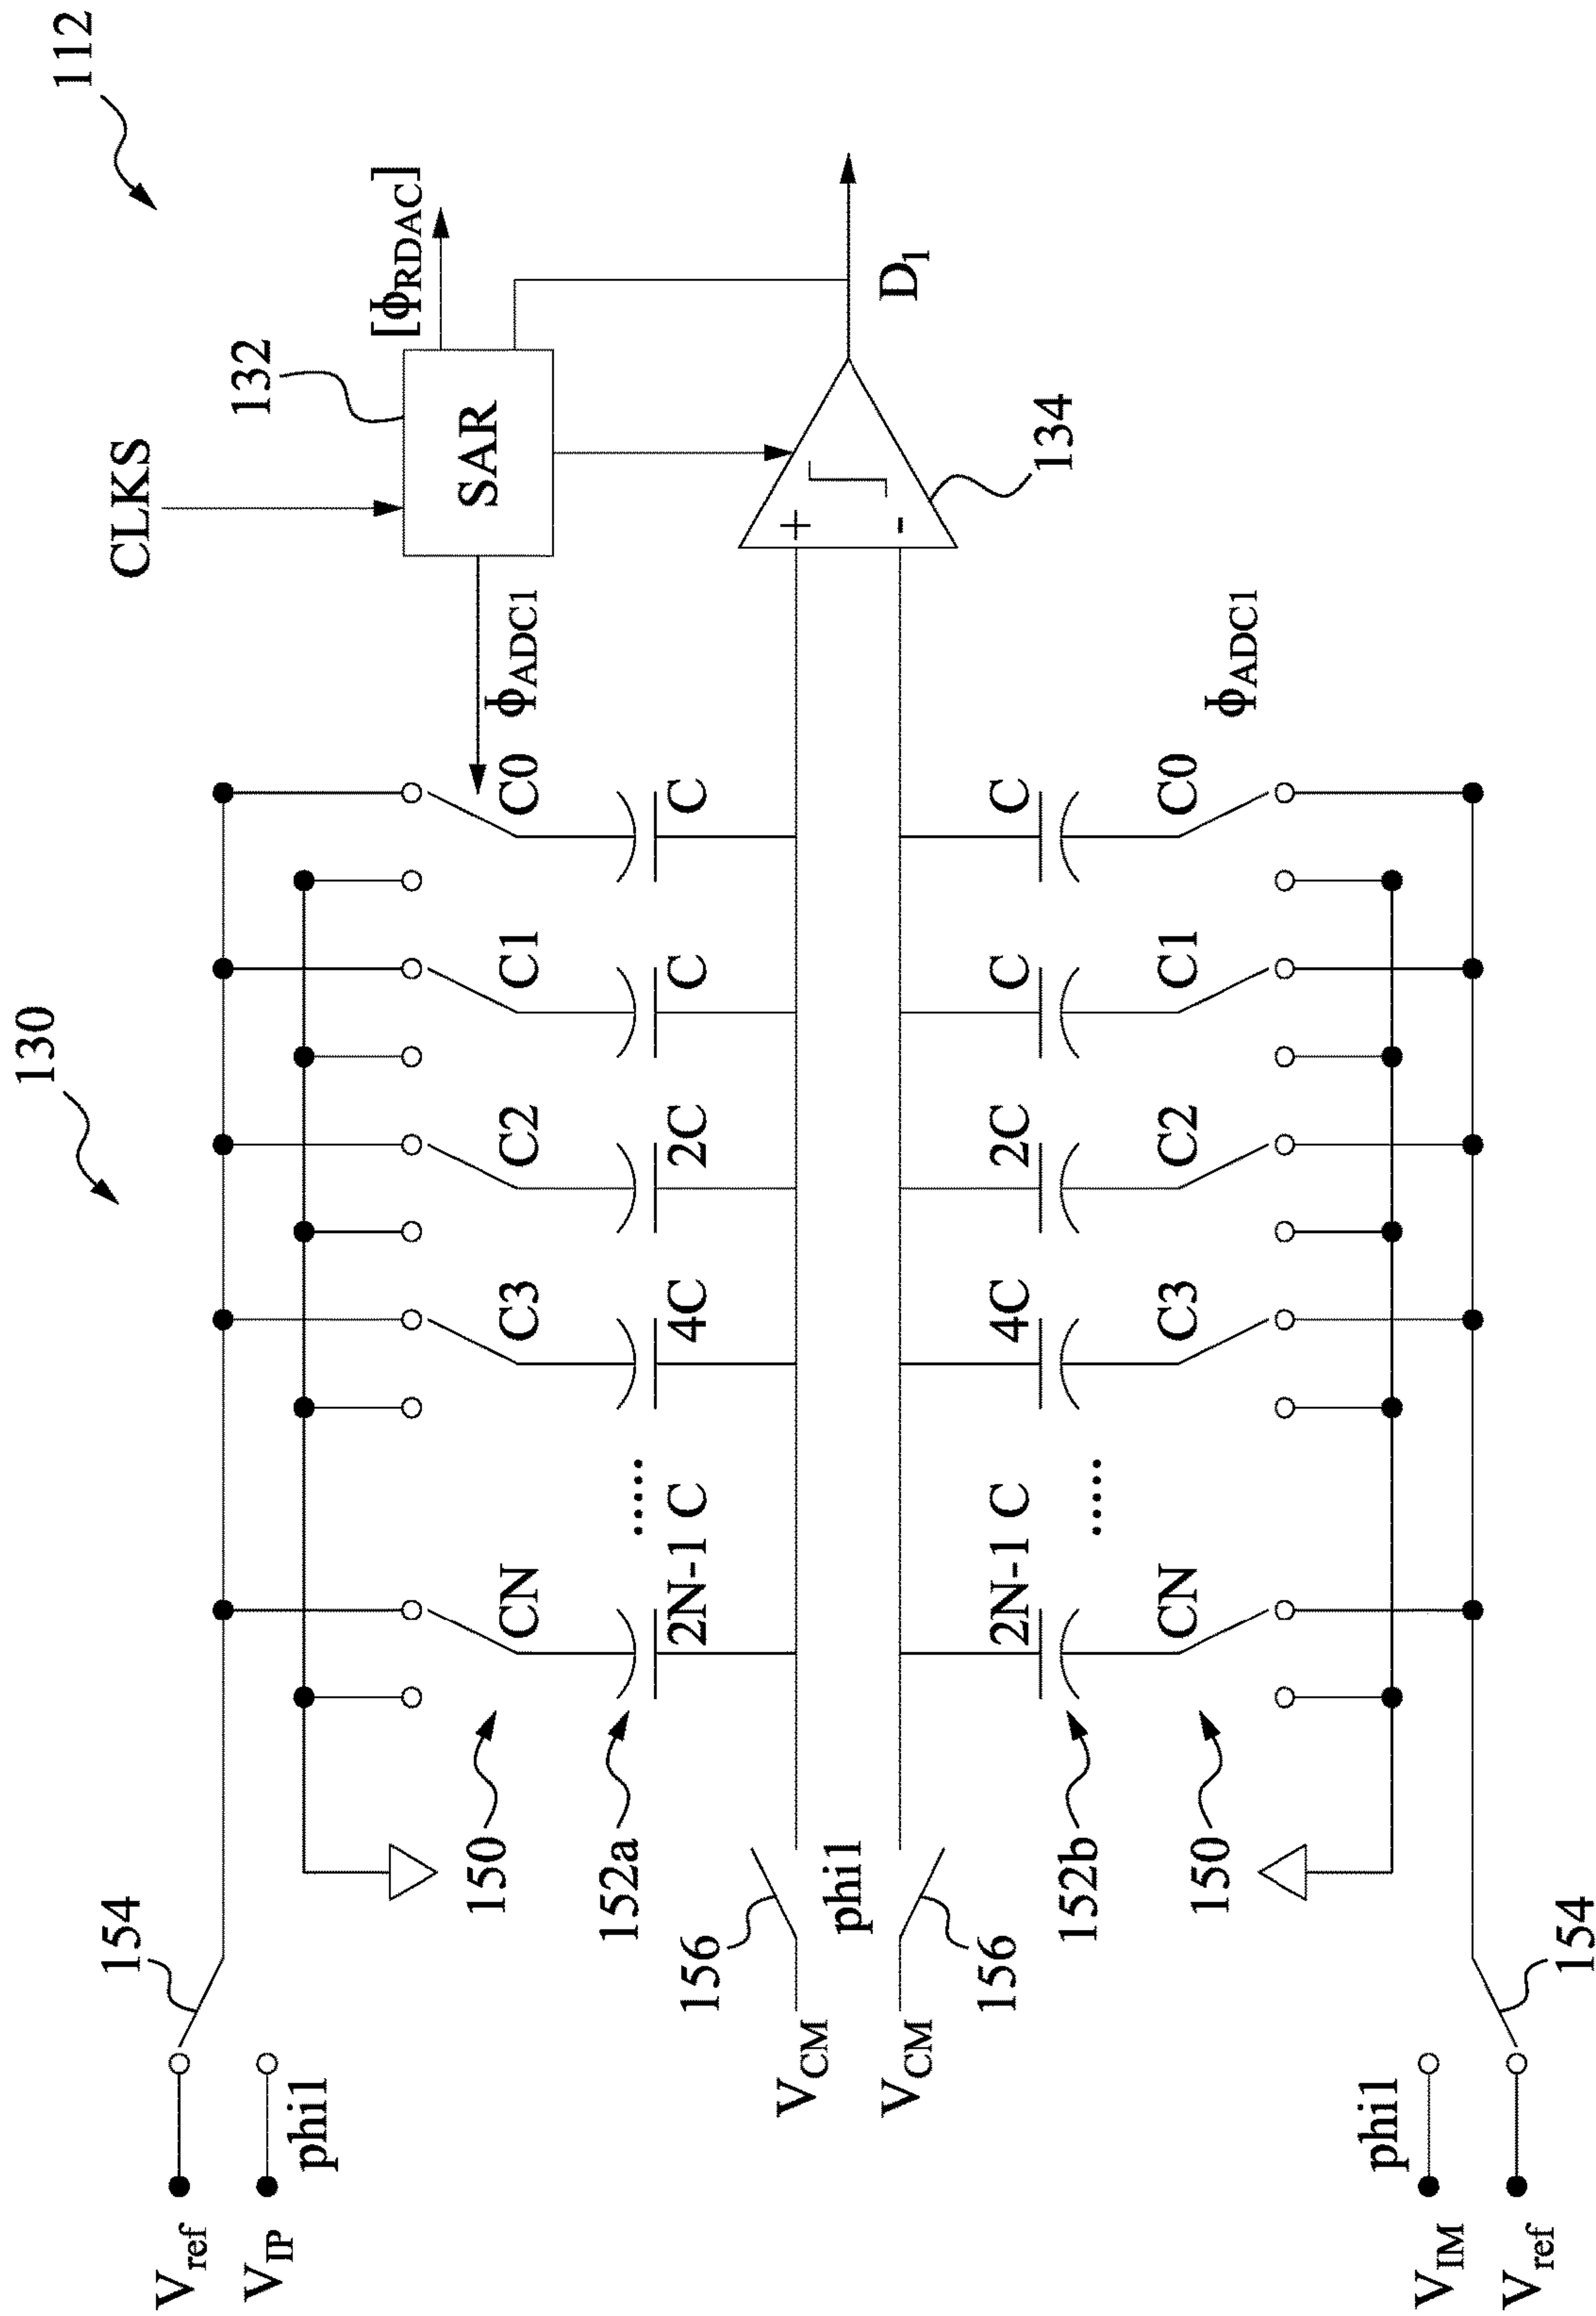 112
130
CLKS
132
[ϕRDAC]
SAR
ϕADC1
D1
134
+
-
154
Vref
VIP
phi1
150
CN
C3
C2
C1
C0
152a
2N-1 C
......
4C
2C
C
C
156
VCM
phi1
VCM
156
152b
2N-1 C
......
4C
2C
C
C
150
CN
C3
C2
C1
C0
ϕADC1
phi1
VIM
Vref
154